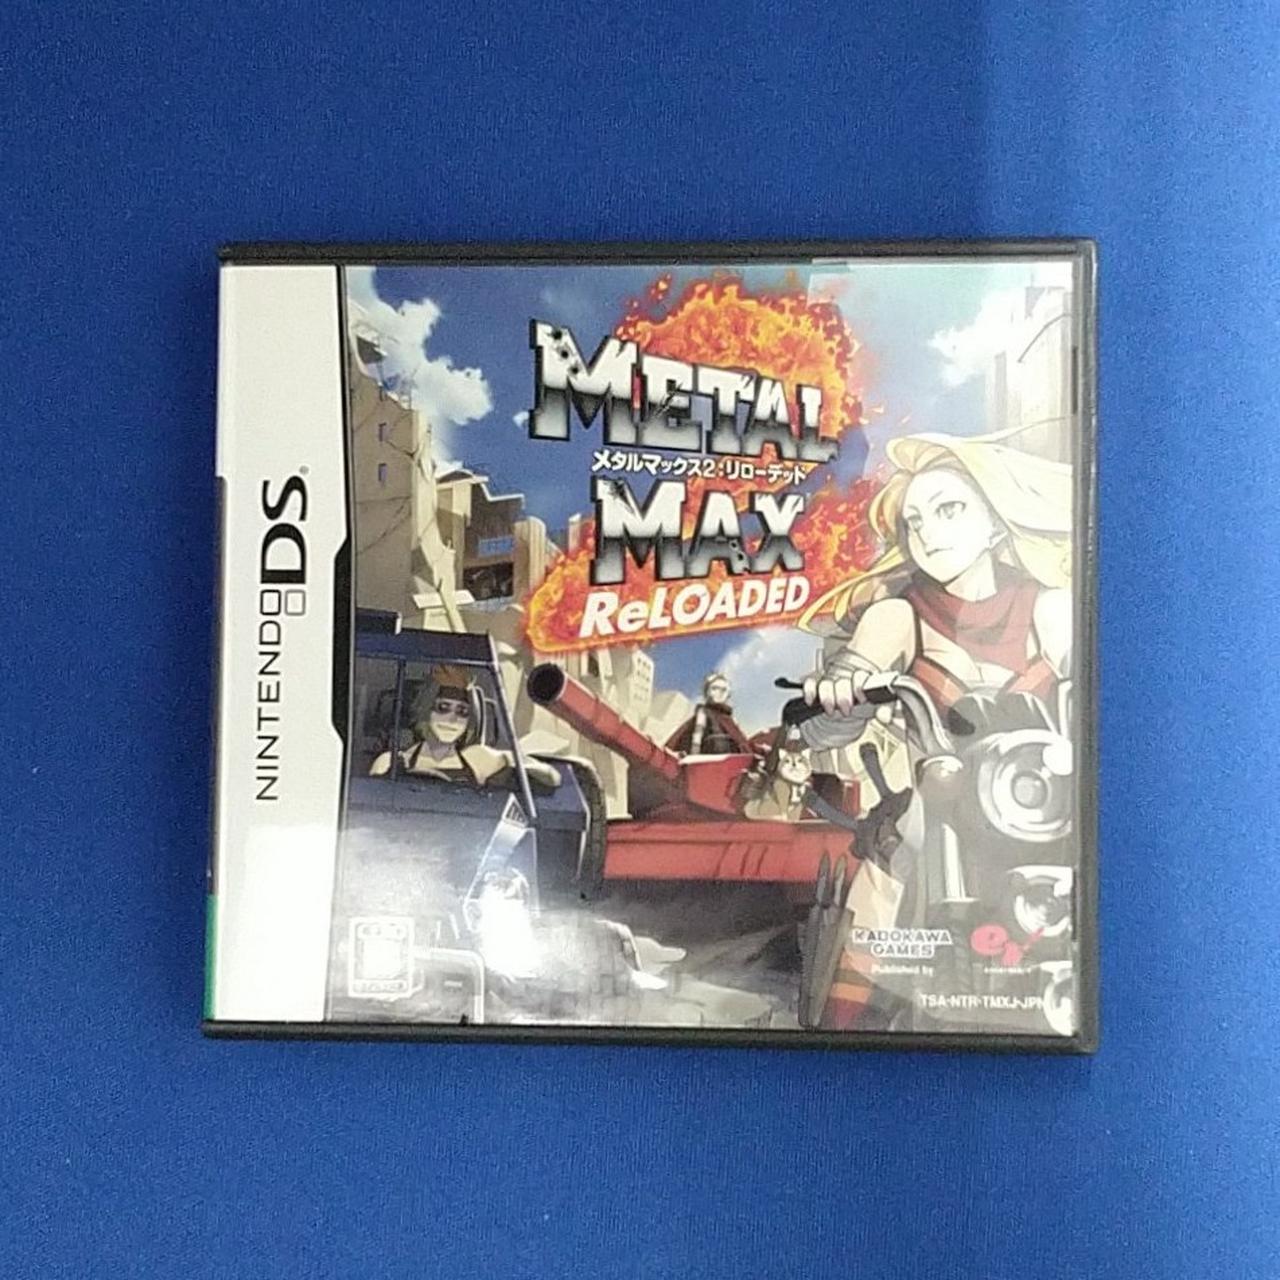 NINTENDO DS
METAL
メタルマックス2:リローデッド
MAX
ReLOADED
KADOKAWA
GAMES
Published by
TSA-NTR-TMXJ-JPN